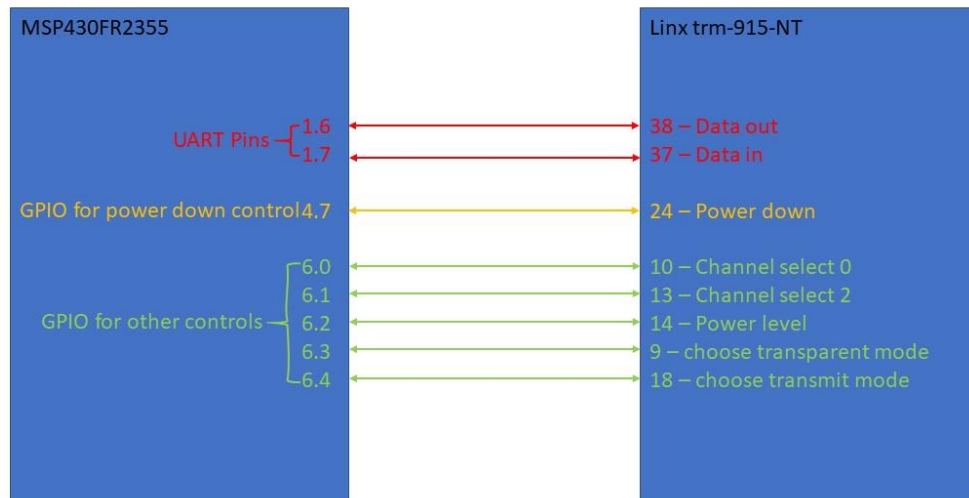 MSP430FR2355
Linx trm-915-NT
UART Pins
1.6
38 – Data out
1.7
37 – Data in
GPIO for power down control 4.7
24 – Power down
GPIO for other controls
6.0
10 – Channel select 0
6.1
13 – Channel select 2
6.2
14 – Power level
6.3
9 – choose transparent mode
6.4
18 – choose transmit mode